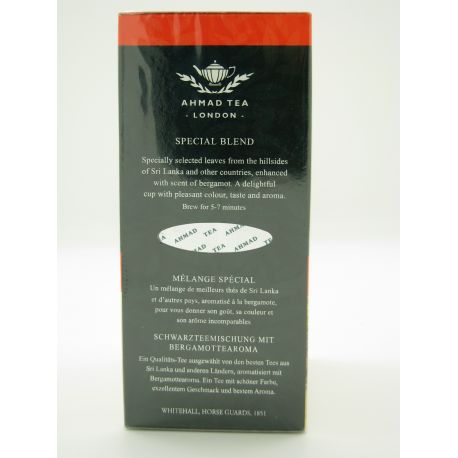 AHMAD TEA
- LONDON -
SPECIAL BLEND
Specially selected leaves from the hillsides
of Sri Lanka and other countries, enhanced
with scent of bergamot. A delightful
cup with pleasant colour, taste and aroma.
Brew for 5-7 minutes
AHMAD TEA AHMAD
MÉLANGE SPÉCIAL
Un mélange de meilleurs thés de Sri Lanka
et d'autres pays, aromatisé à la bergamote,
pour vous donner son goût, sa couleur et
son arôme incomparables
SCHWARZTEEMISCHUNG MIT
BERGAMOTTEAROMA
Ein Qualitäts-Tee ausgewählt von den besten Tees aus
Sri Lanka und anderen Ländern, aromatisiert mit
Bergamottearoma. Ein Tee mit schöner Farbe,
exzellentem Geschmack und bestem Aroma.
WHITEHALL, HORSE GUARDS, 1851